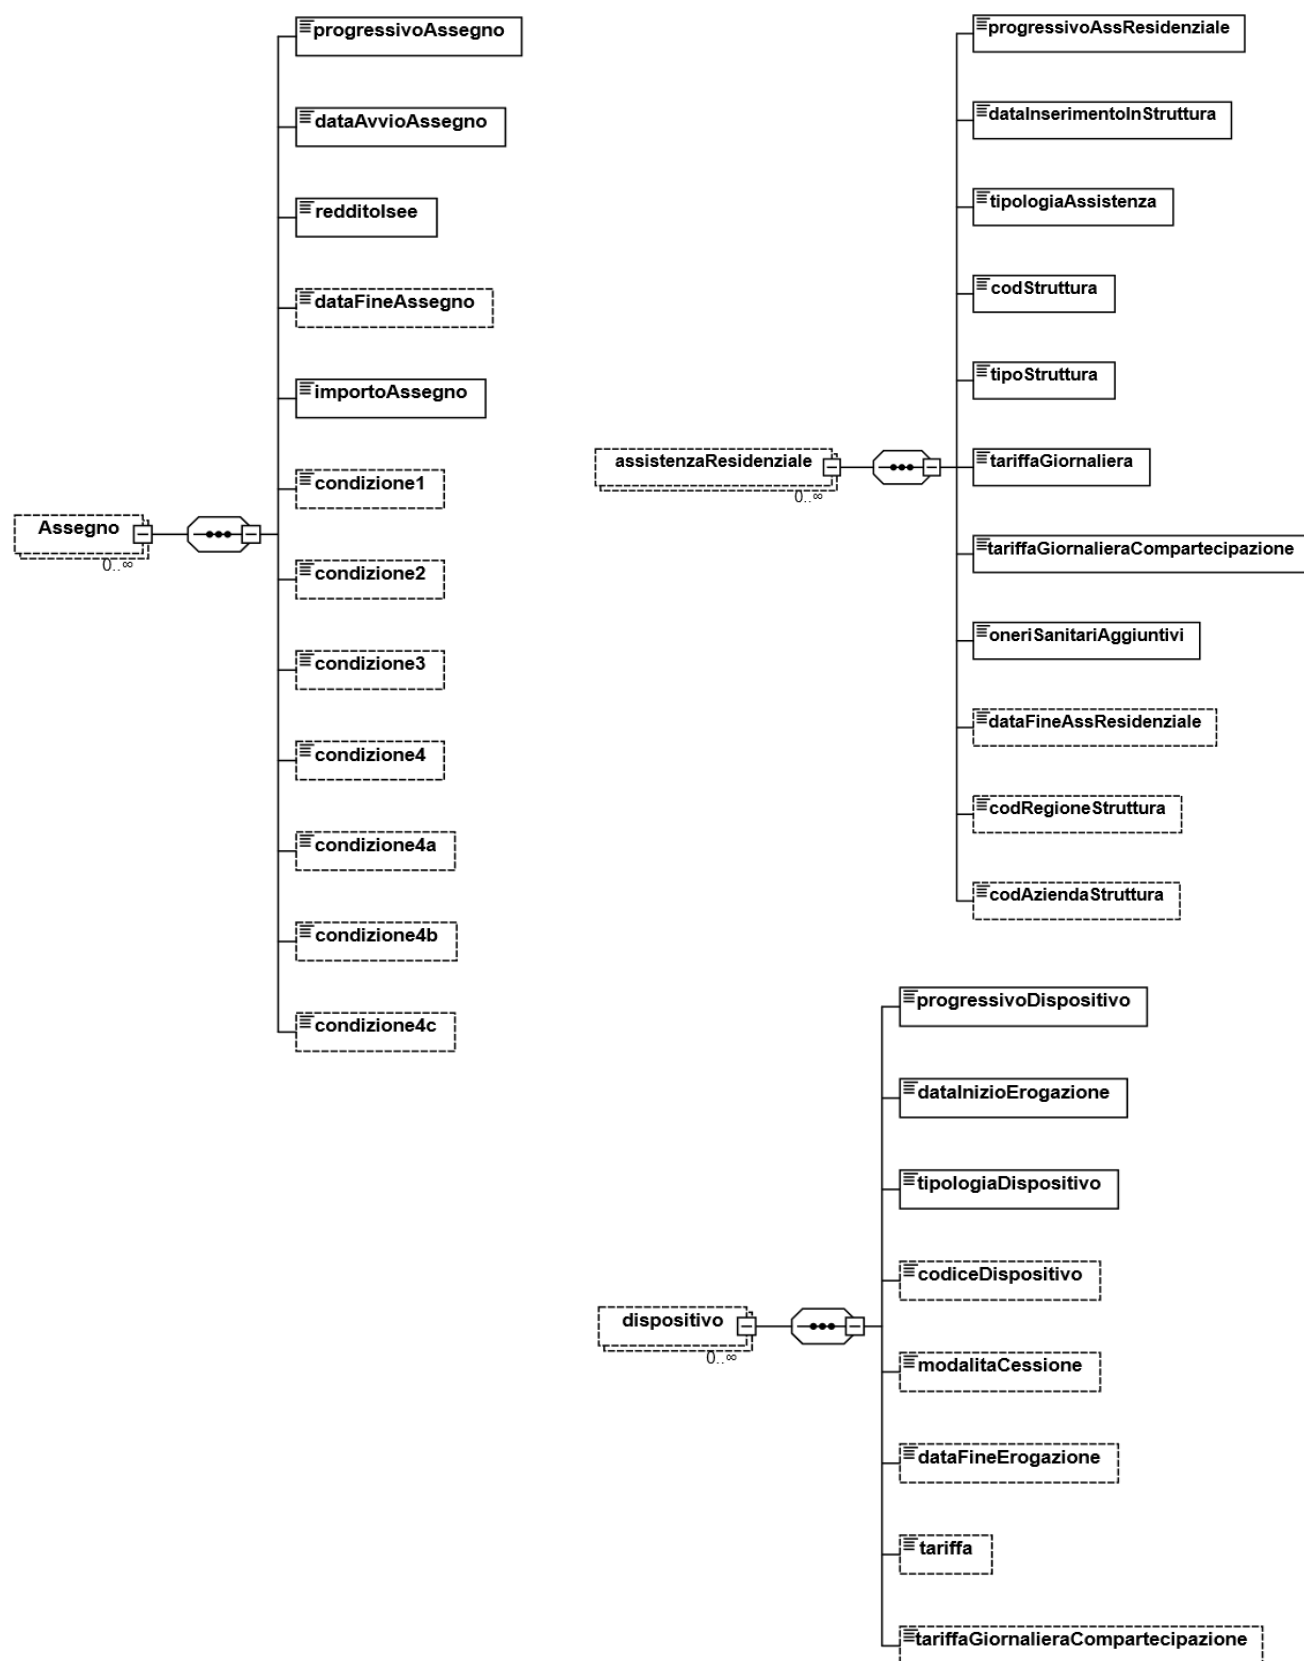 progressivoAssegno
dataAvvioAssegno
redditoIsee
dataFineAssegno
importoAssegno
condizione1
Assegno
0..∞
condizione2
condizione3
condizione4
condizione4a
condizione4b
condizione4c
progressivoAssResidenziale
dataInserimentoInStruttura
tipologiaAssistenza
codStruttura
tipoStruttura
assistenzaResidenziale
0..∞
tariffaGiornaliera
tariffaGiornalieraCompartecipazione
oneriSanitariAggiuntivi
dataFineAssResidenziale
codRegioneStruttura
codAziendaStruttura
progressivoDispositivo
dataInizioErogazione
tipologiaDispositivo
codiceDispositivo
dispositivo
0..∞
modalitaCessione
dataFineErogazione
tariffa
tariffaGiornalieraCompartecipazione